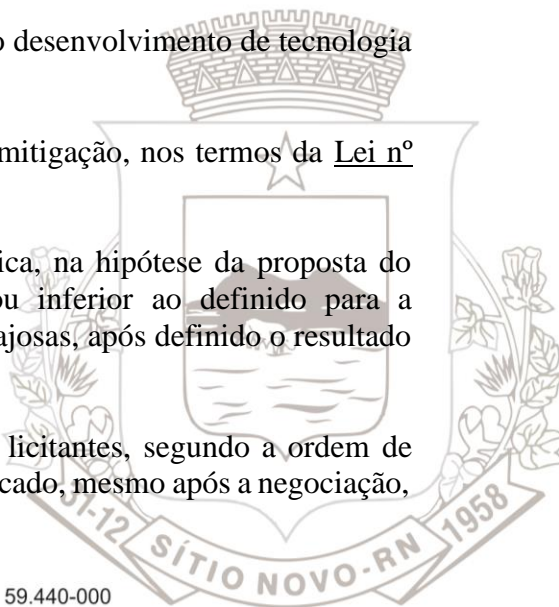 o desenvolvimento de tecnologia
mitigação, nos termos da Lei nº
ica, na hipótese da proposta do
ou inferior ao definido para a
ajosas, após definido o resultado
licitantes, segundo a ordem de
cado, mesmo após a negociação,
31-12 SÍTIO NOVO-RN 1958
59.440-000